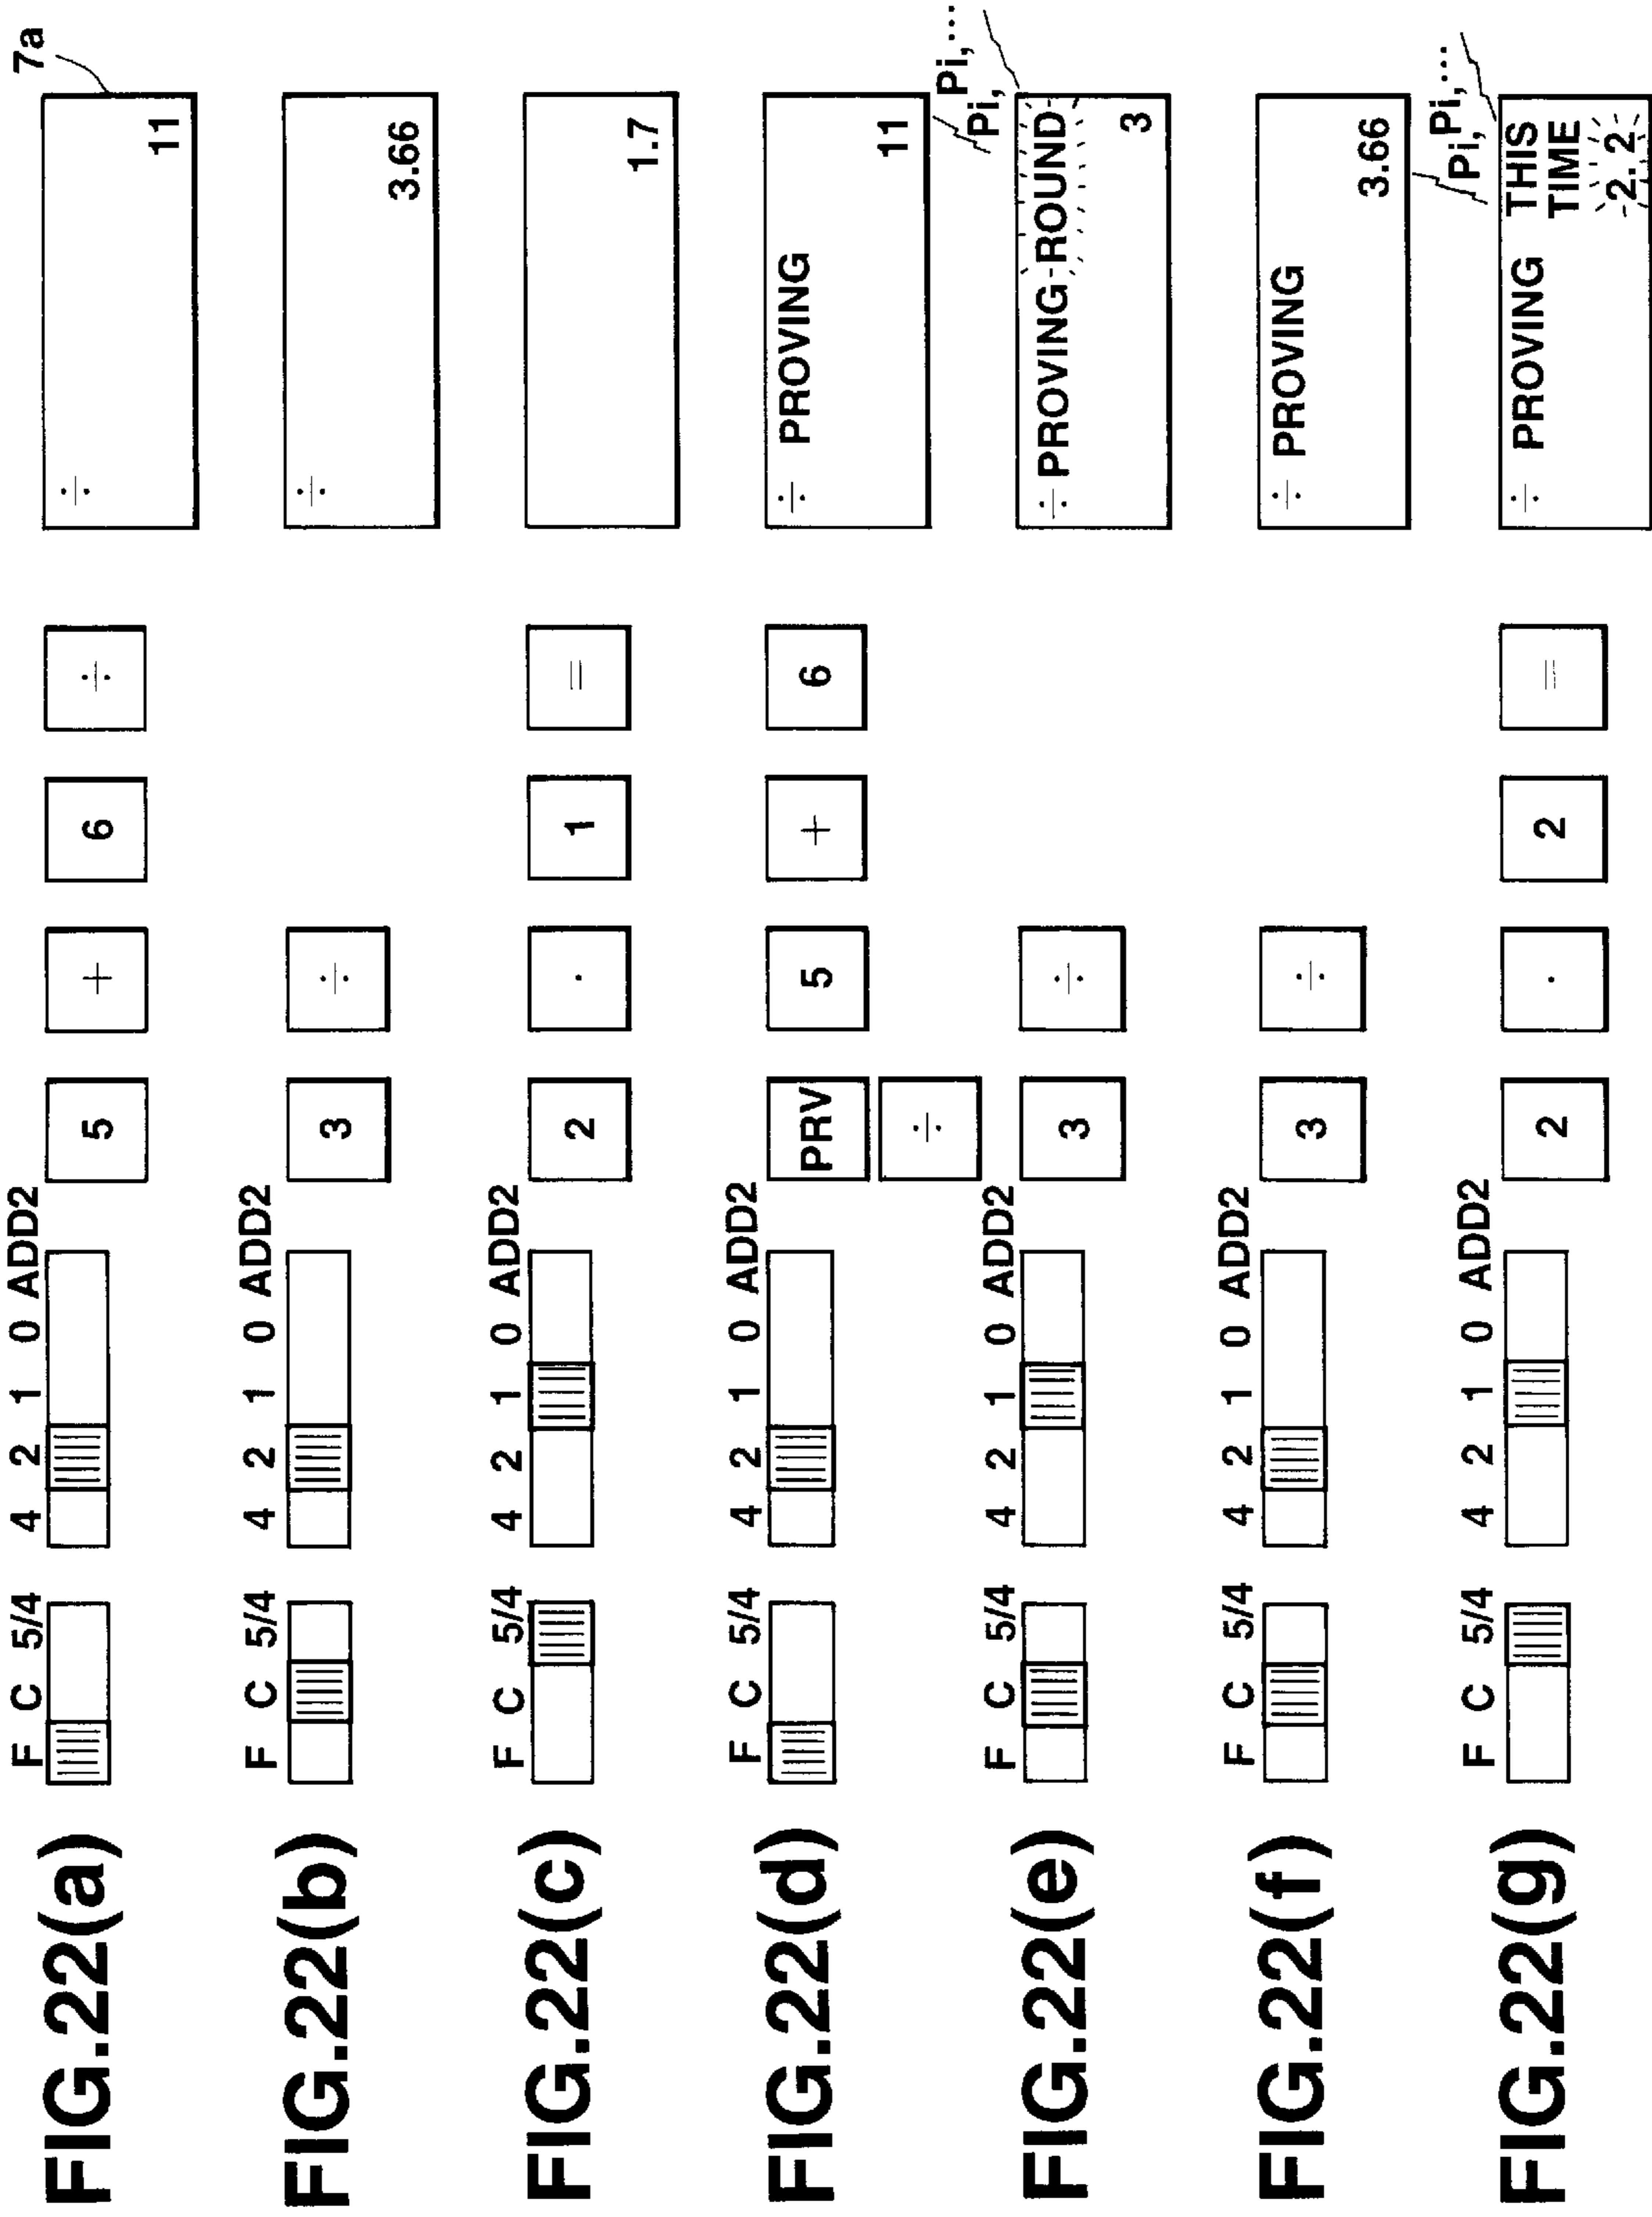 FIG.22(a)
F C 5/4
4 2 1 0 ADD2
5 + 6 ÷
÷
11
7a
FIG.22(b)
F C 5/4
4 2 1 0 ADD2
3 ÷
÷
3.66
FIG.22(c)
F C 5/4
4 2 1 0 ADD2
2 . 1 =
1.7
FIG.22(d)
F C 5/4
4 2 1 0 ADD2
PRV 5 + 6
÷
÷ PROVING
11
FIG.22(e)
F C 5/4
4 2 1 0 ADD2
3 ÷
÷ PROVING ROUND
3
Pi, Pi,...
FIG.22(f)
F C 5/4
4 2 1 0 ADD2
3 ÷
÷ PROVING
3.66
FIG.22(g)
F C 5/4
4 2 1 0 ADD2
2 . 2 =
÷ PROVING THIS
TIME
2. 2
Pi, Pi,...